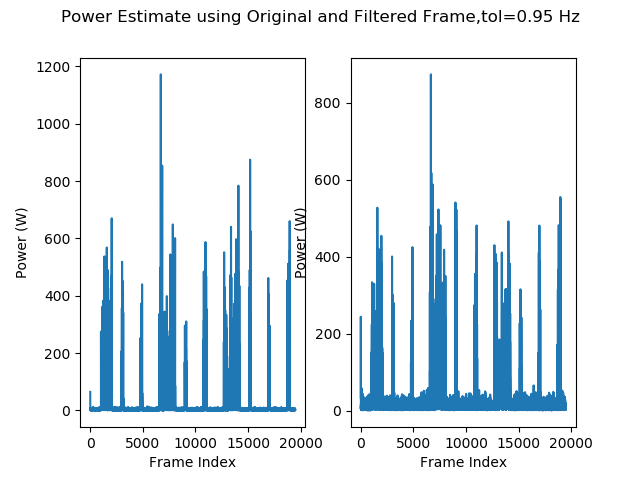 Power Estimate using Original and Filtered Frame,tol=0.95 Hz
1200
1000
800
600
400
200
0
Power (W)
0 5000 10000 15000 20000
Frame Index
800
600
400
200
0
Power (W)
0 5000 10000 15000 20000
Frame Index